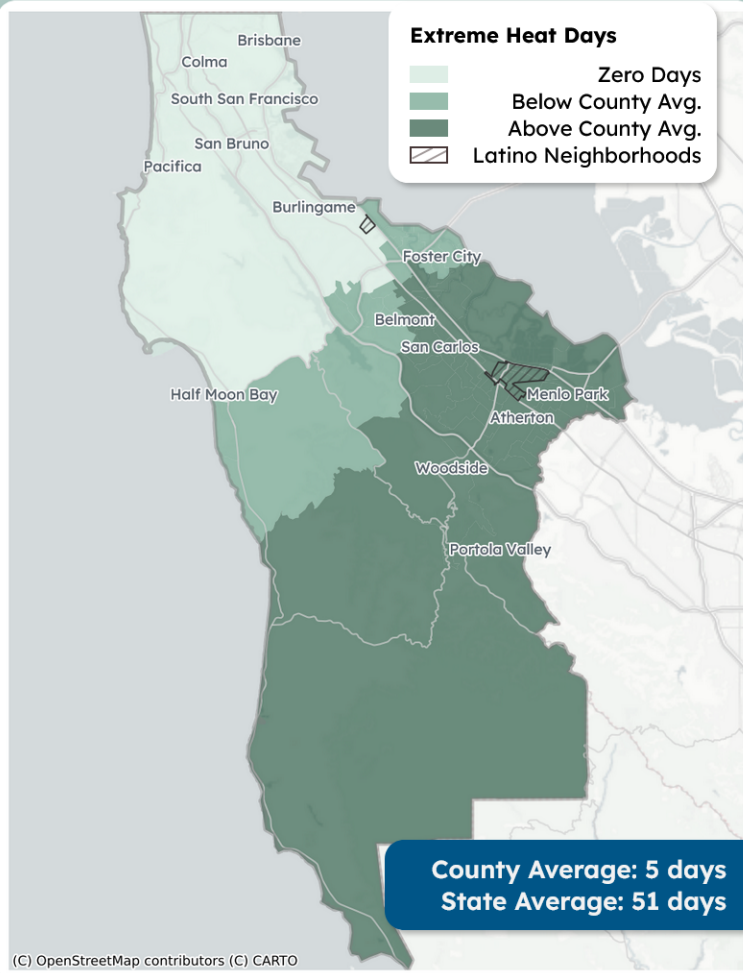 Extreme Heat Days
Zero Days
Below County Avg.
Above County Avg.
Latino Neighborhoods
Brisbane
Colma
South San Francisco
San Bruno
Pacifica
Burlingame
Foster City
Belmont
San Carlos
Half Moon Bay
Menlo Park
Atherton
Woodside
Portola Valley
County Average: 5 days
State Average: 51 days
(C) OpenStreetMap contributors (C) CARTO